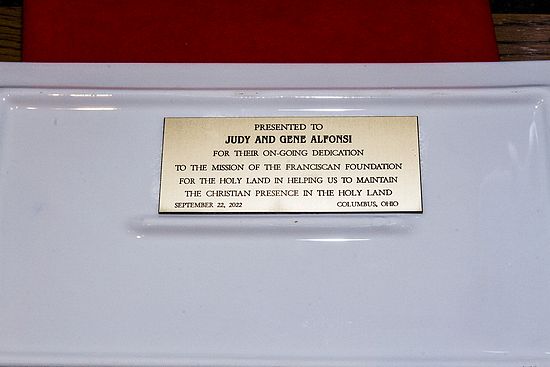 PRESENTED TO
JUDY AND GENE ALFONSI
FOR THEIR ON-GOING DEDICATION
TO THE MISSION OF THE FRANCISCAN FOUNDATION
FOR THE HOLY LAND IN HELPING US TO MAINTAIN
THE CHRISTIAN PRESENCE IN THE HOLY LAND
SEPTEMBER 22, 2022 COLUMBUS, OHIO